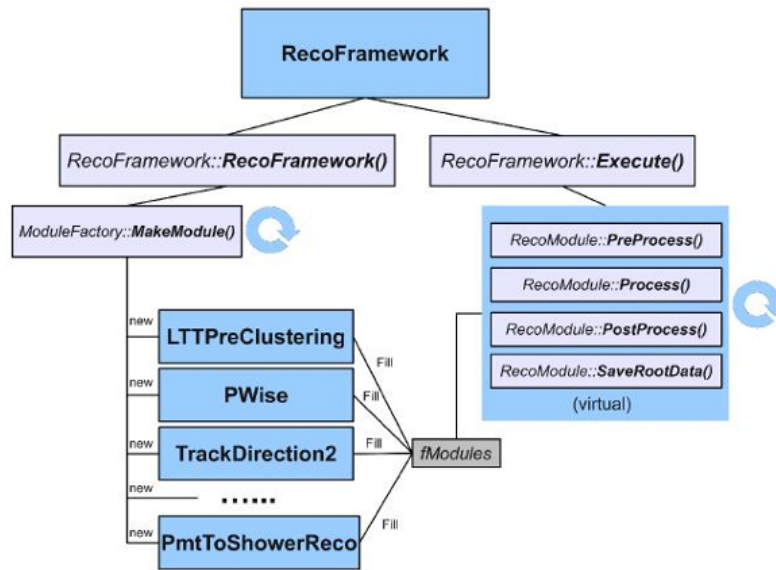 RecoFramework
RecoFramework::RecoFramework()
RecoFramework::Execute()
ModuleFactory::MakeModule()
RecoModule::PreProcess()
RecoModule::Process()
RecoModule::PostProcess()
RecoModule::SaveRootData()
(virtual)
new
LTTPreClustering
Fill
new
PWise
Fill
new
TrackDirection2
Fill
fModules
new
......
new
PmtToShowerReco
Fill